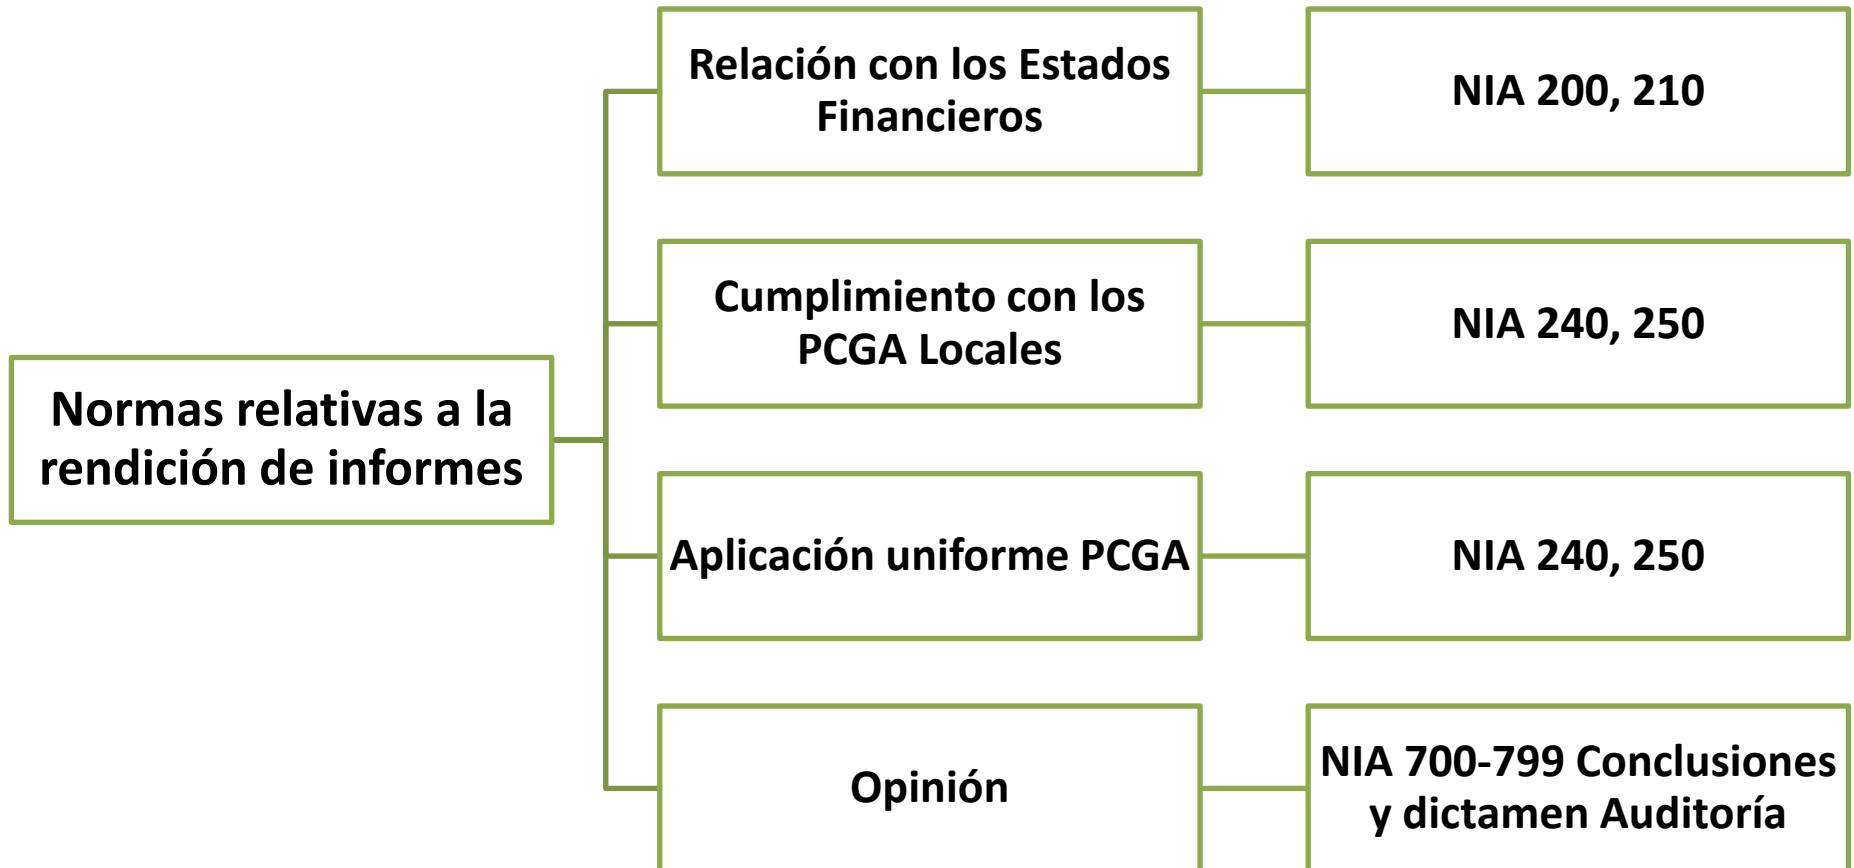 Normas relativas a la
rendición de informes
Relación con los Estados
Financieros
NIA 200, 210
Cumplimiento con los
PCGA Locales
NIA 240, 250
Aplicación uniforme PCGA
NIA 240, 250
Opinión
NIA 700-799 Conclusiones
y dictamen Auditoría